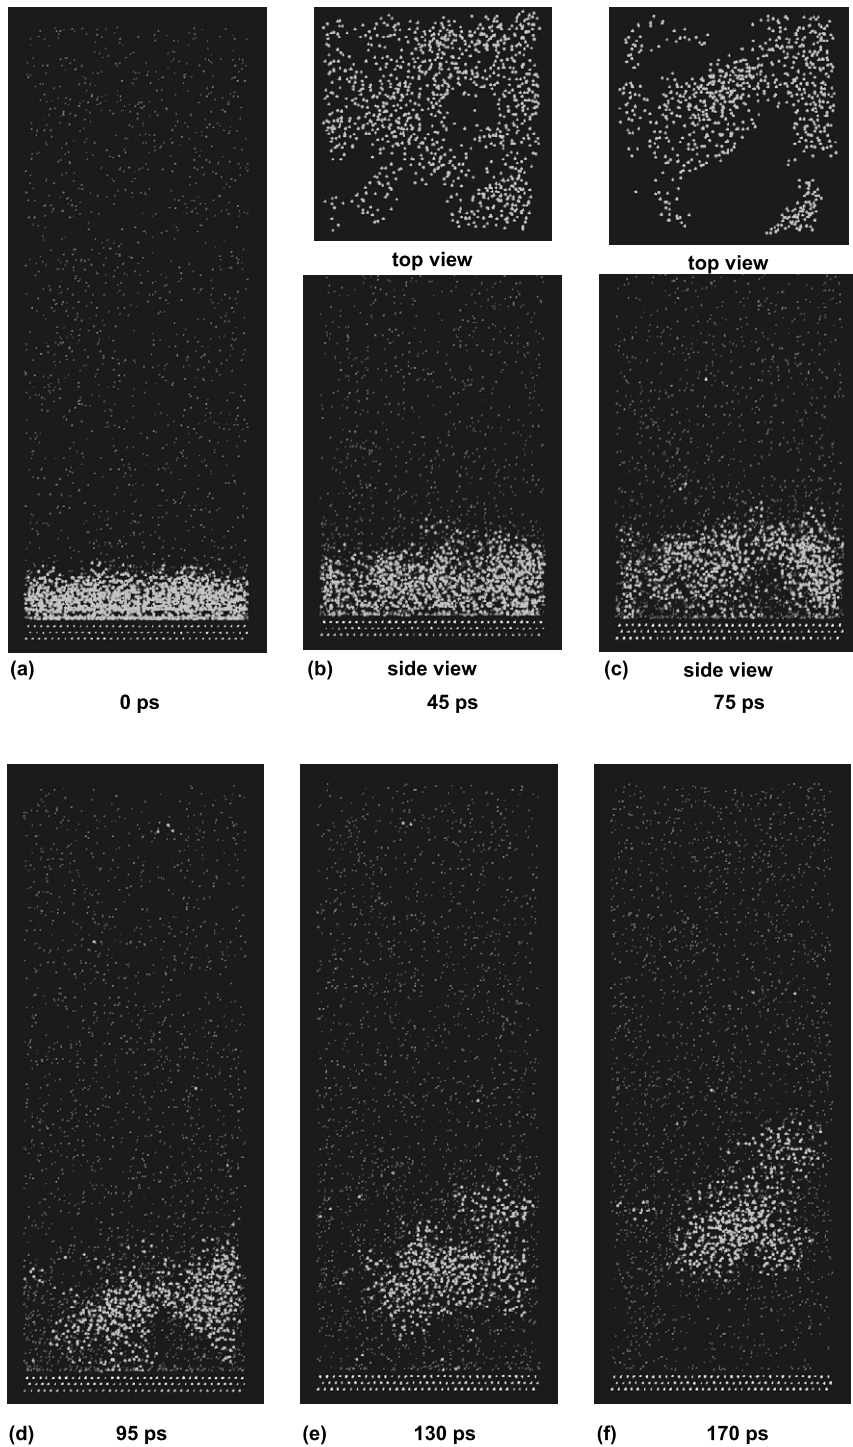 top view
top view
(a)
(b) side view
(c) side view
0 ps
45 ps
75 ps
(d) 95 ps
(e) 130 ps
(f) 170 ps